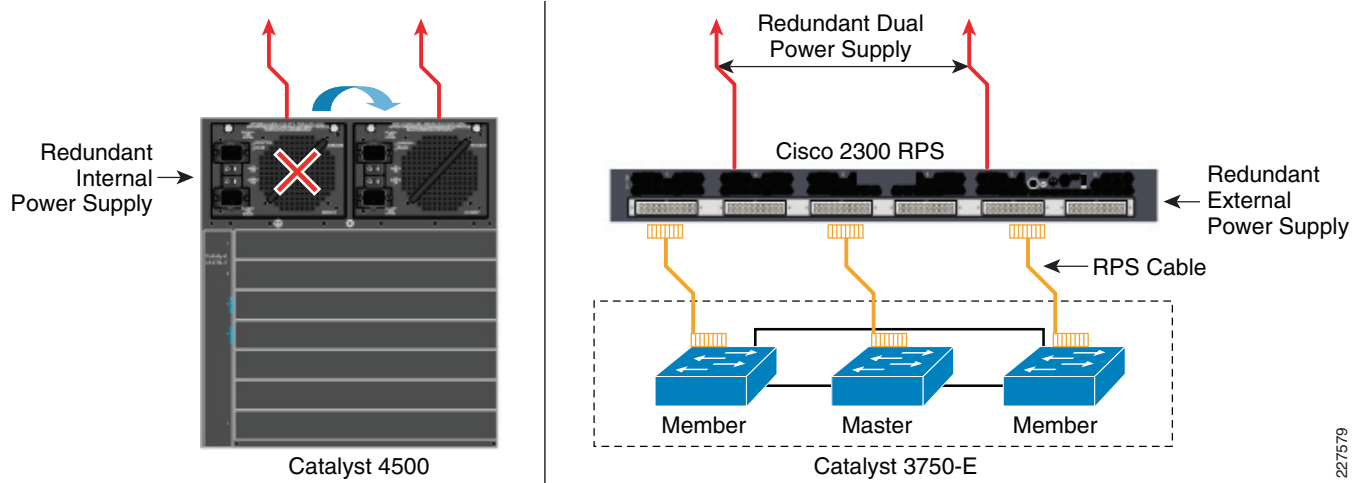 Redundant
Internal
Power Supply
Catalyst 4500
Redundant Dual
Power Supply
Cisco 2300 RPS
Redundant
External
Power Supply
RPS Cable
Member
Master
Member
Catalyst 3750-E
227579